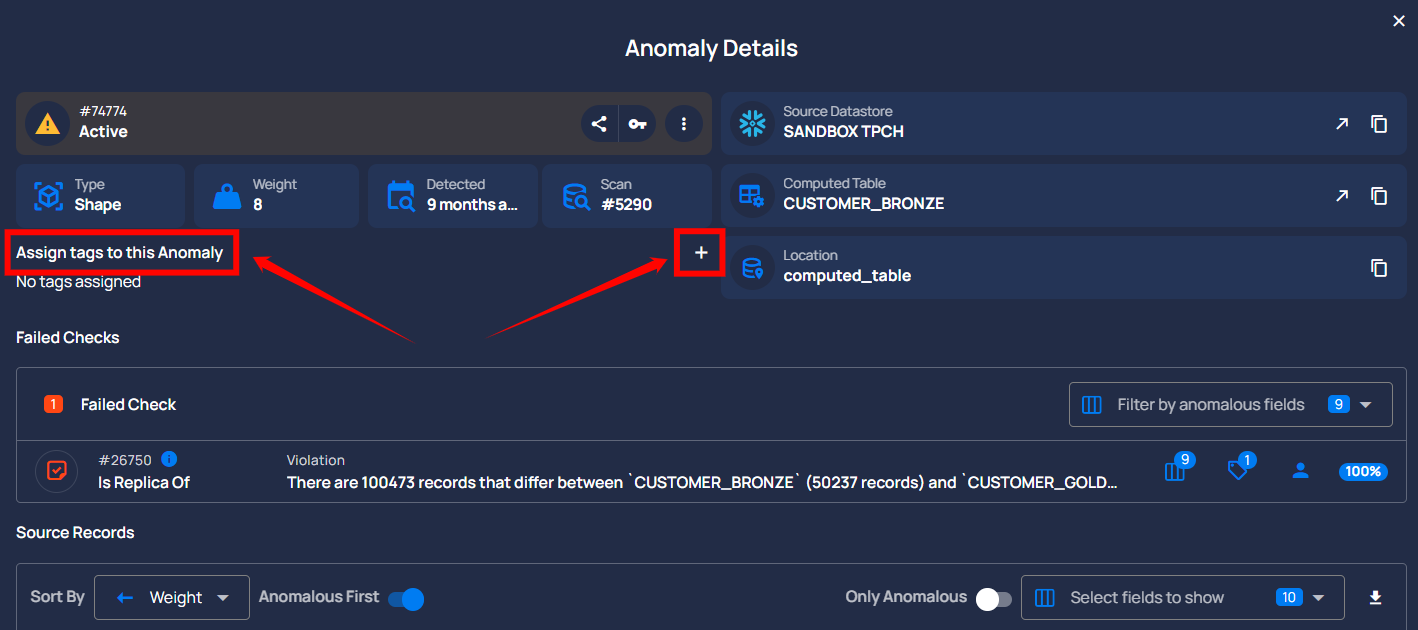 Anomaly Details
#74774
Active
Source Datastore
SANDBOX TPCH
Type
Shape
Weight
8
Detected
9 months a...
Scan
#5290
Computed Table
CUSTOMER_BRONZE
Assign tags to this Anomaly
No tags assigned
Location
computed_table
Failed Checks
1 Failed Check
Filter by anomalous fields 9
#26750
Is Replica Of
Violation
There are 100473 records that differ between `CUSTOMER_BRONZE` (50237 records) and `CUSTOMER_GOLD...
9
1
100%
Source Records
Sort By Weight Anomalous First Only Anomalous Select fields to show 10